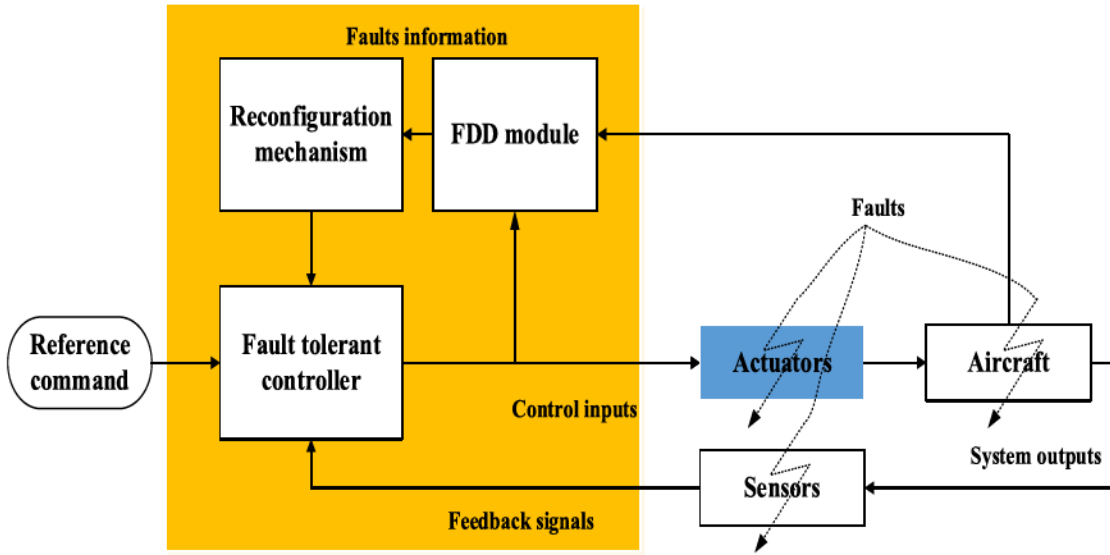 Faults information
Reconfiguration
mechanism
FDD module
Faults
Reference
command
Fault tolerant
controller
Actuators
Aircraft
Control inputs
System outputs
Sensors
Feedback signals